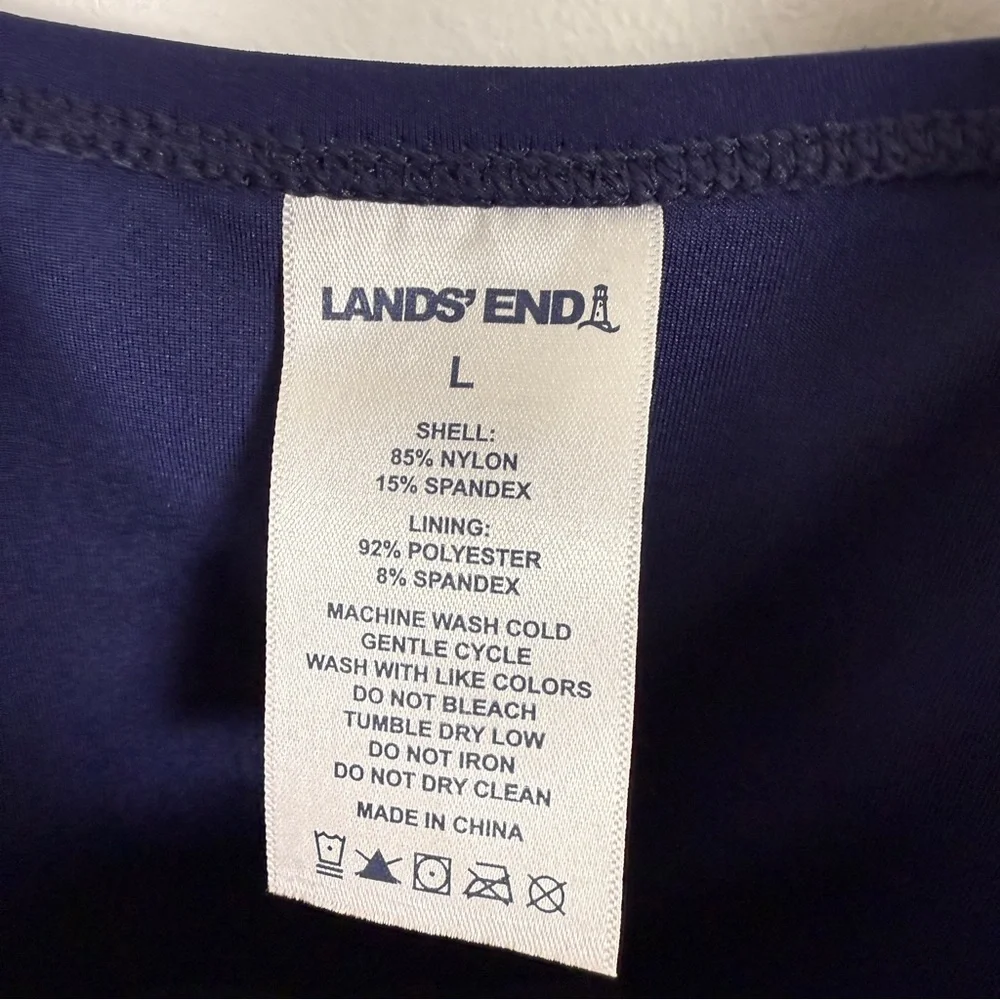 LANDS' END
L
SHELL:
85% NYLON
15% SPANDEX
LINING:
92% POLYESTER
8% SPANDEX
MACHINE WASH COLD
GENTLE CYCLE
WASH WITH LIKE COLORS
DO NOT BLEACH
TUMBLE DRY LOW
DO NOT IRON
DO NOT DRY CLEAN
MADE IN CHINA